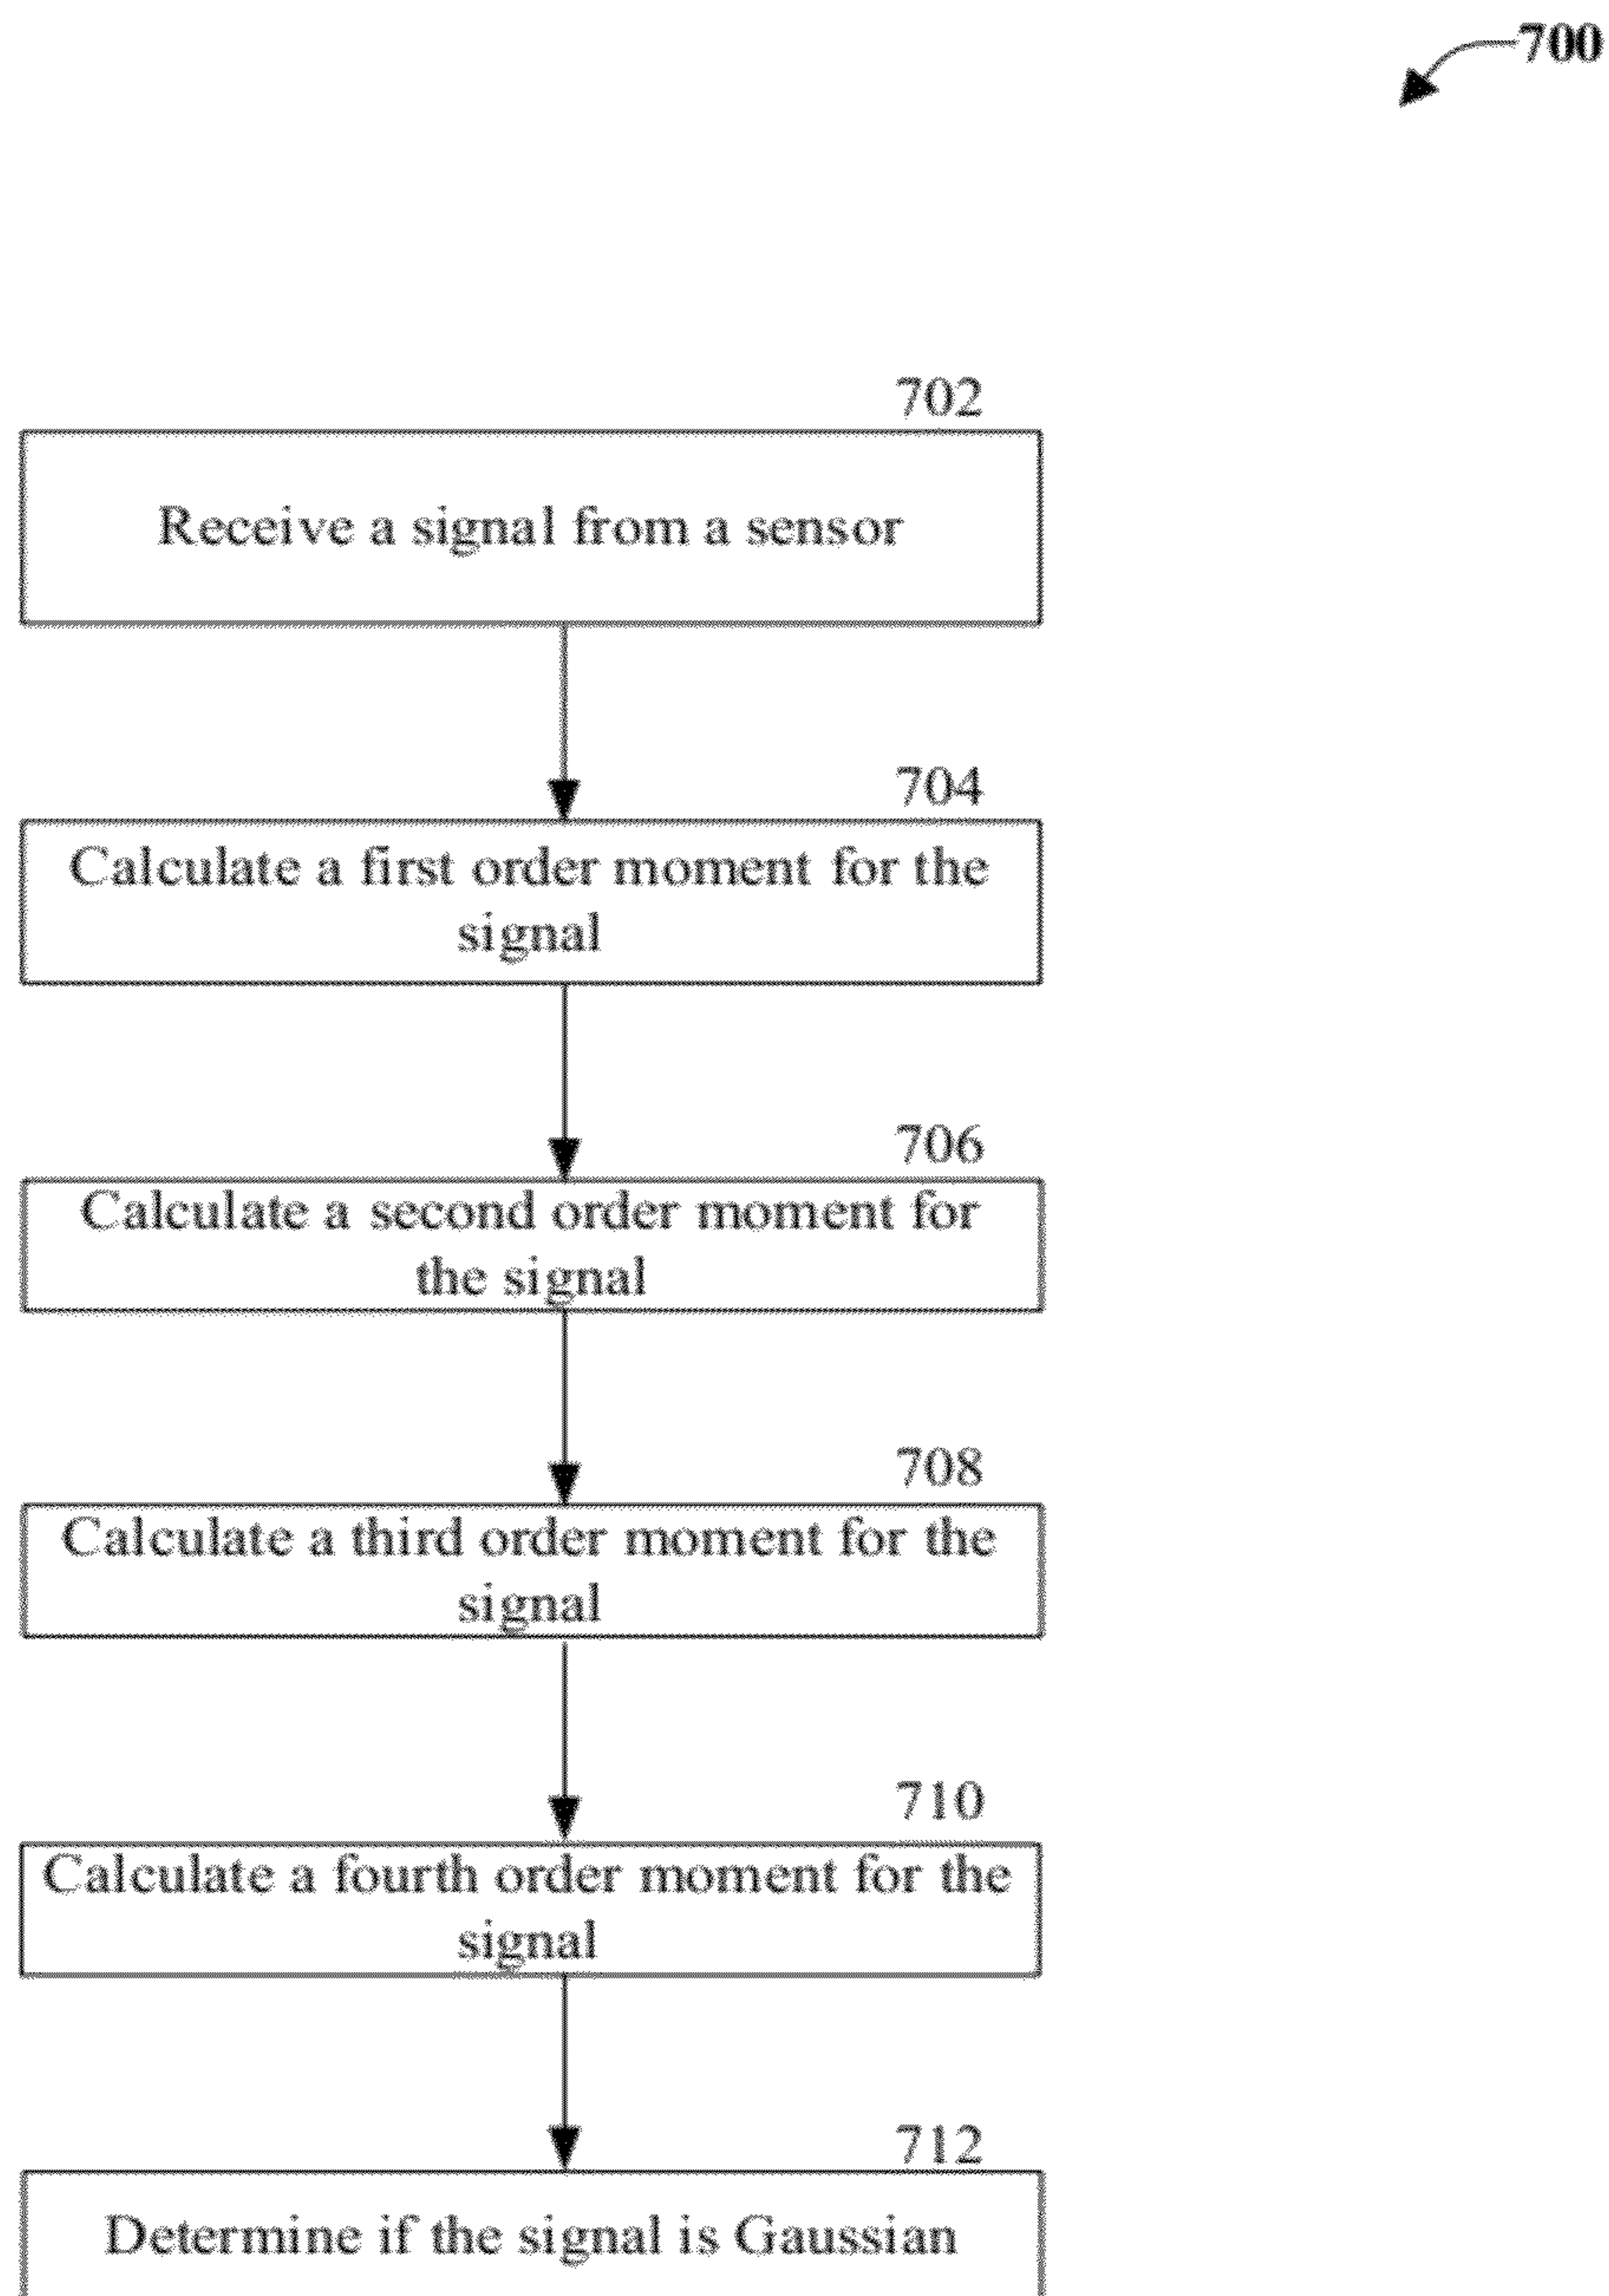 700
702
Receive a signal from a sensor
704
Calculate a first order moment for the
signal
706
Calculate a second order moment for
the signal
708
Calculate a third order moment for the
signal
710
Calculate a fourth order moment for the
signal
712
Determine if the signal is Gaussian